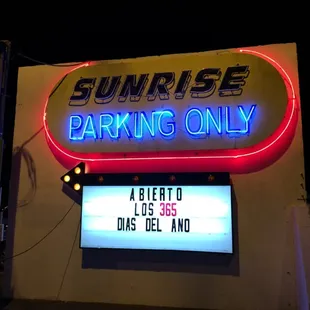 SUNRISE
PARKING ONLY
ABIERTO
LOS 365
DIAS DEL ANO